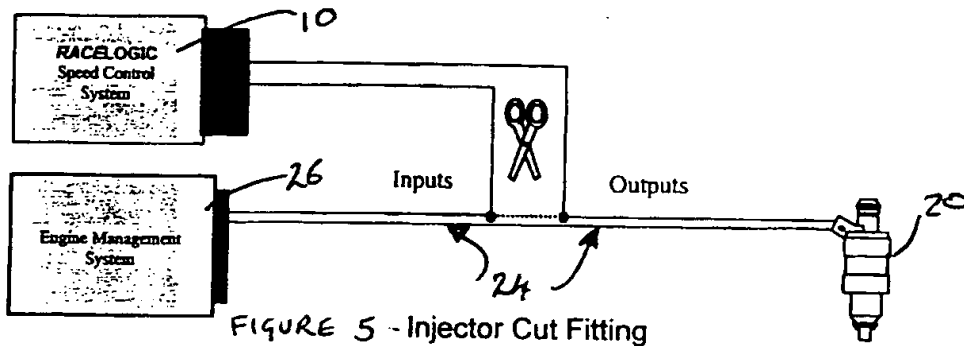 10
RACELOGIC
Speed Control
System
26
Inputs
Outputs
20
Engine Management
System
24
FIGURE 5 - Injector Cut Fitting